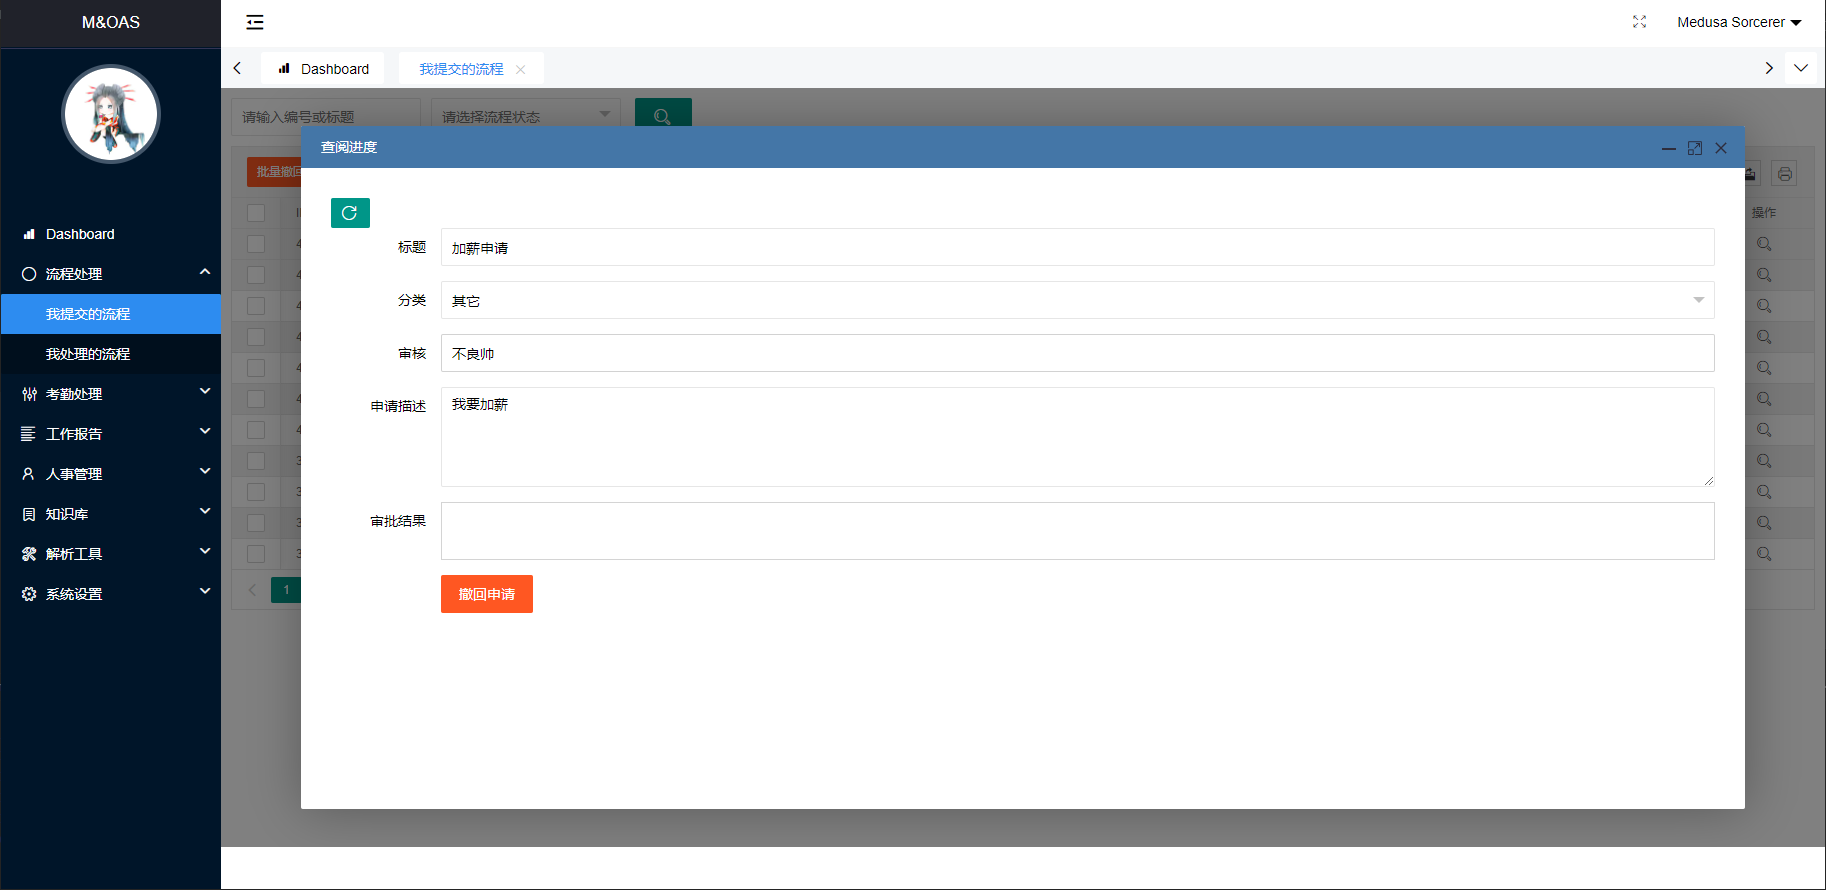 M&OAS
Medusa Sorcerer
Dashboard
我提交的流程
请输入编号或标题
请选择流程状态
查阅进度
批量撤回
操作
标题
加薪申请
分类
其它
审核
不良帅
申请描述
我要加薪
审批结果
撤回申请
1
Dashboard
流程处理
我提交的流程
我处理的流程
考勤处理
工作报告
人事管理
知识库
解析工具
系统设置